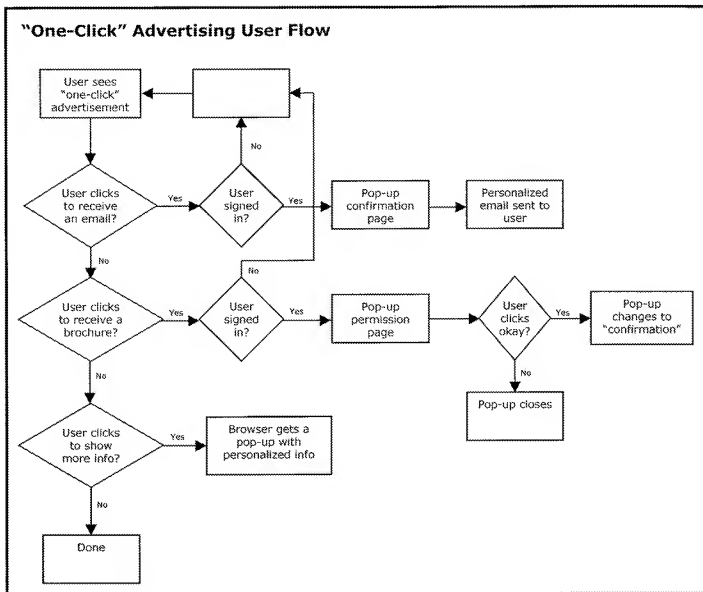 “One-Click” Advertising User Flow
User sees
“one-click”
advertisement
No
User clicks
to receive
an email?
Yes
User
signed
in?
Yes
Pop-up
confirmation
page
Personalized
email sent to
user
No
No
User clicks
to receive a
brochure?
Yes
User
signed
in?
Yes
Pop-up
permission
page
User
clicks
okay?
Yes
Pop-up
changes to
“confirmation”
No
No
Pop-up closes
User clicks
to show
more info?
Yes
Browser gets a
pop-up with
personalized info
No
Done